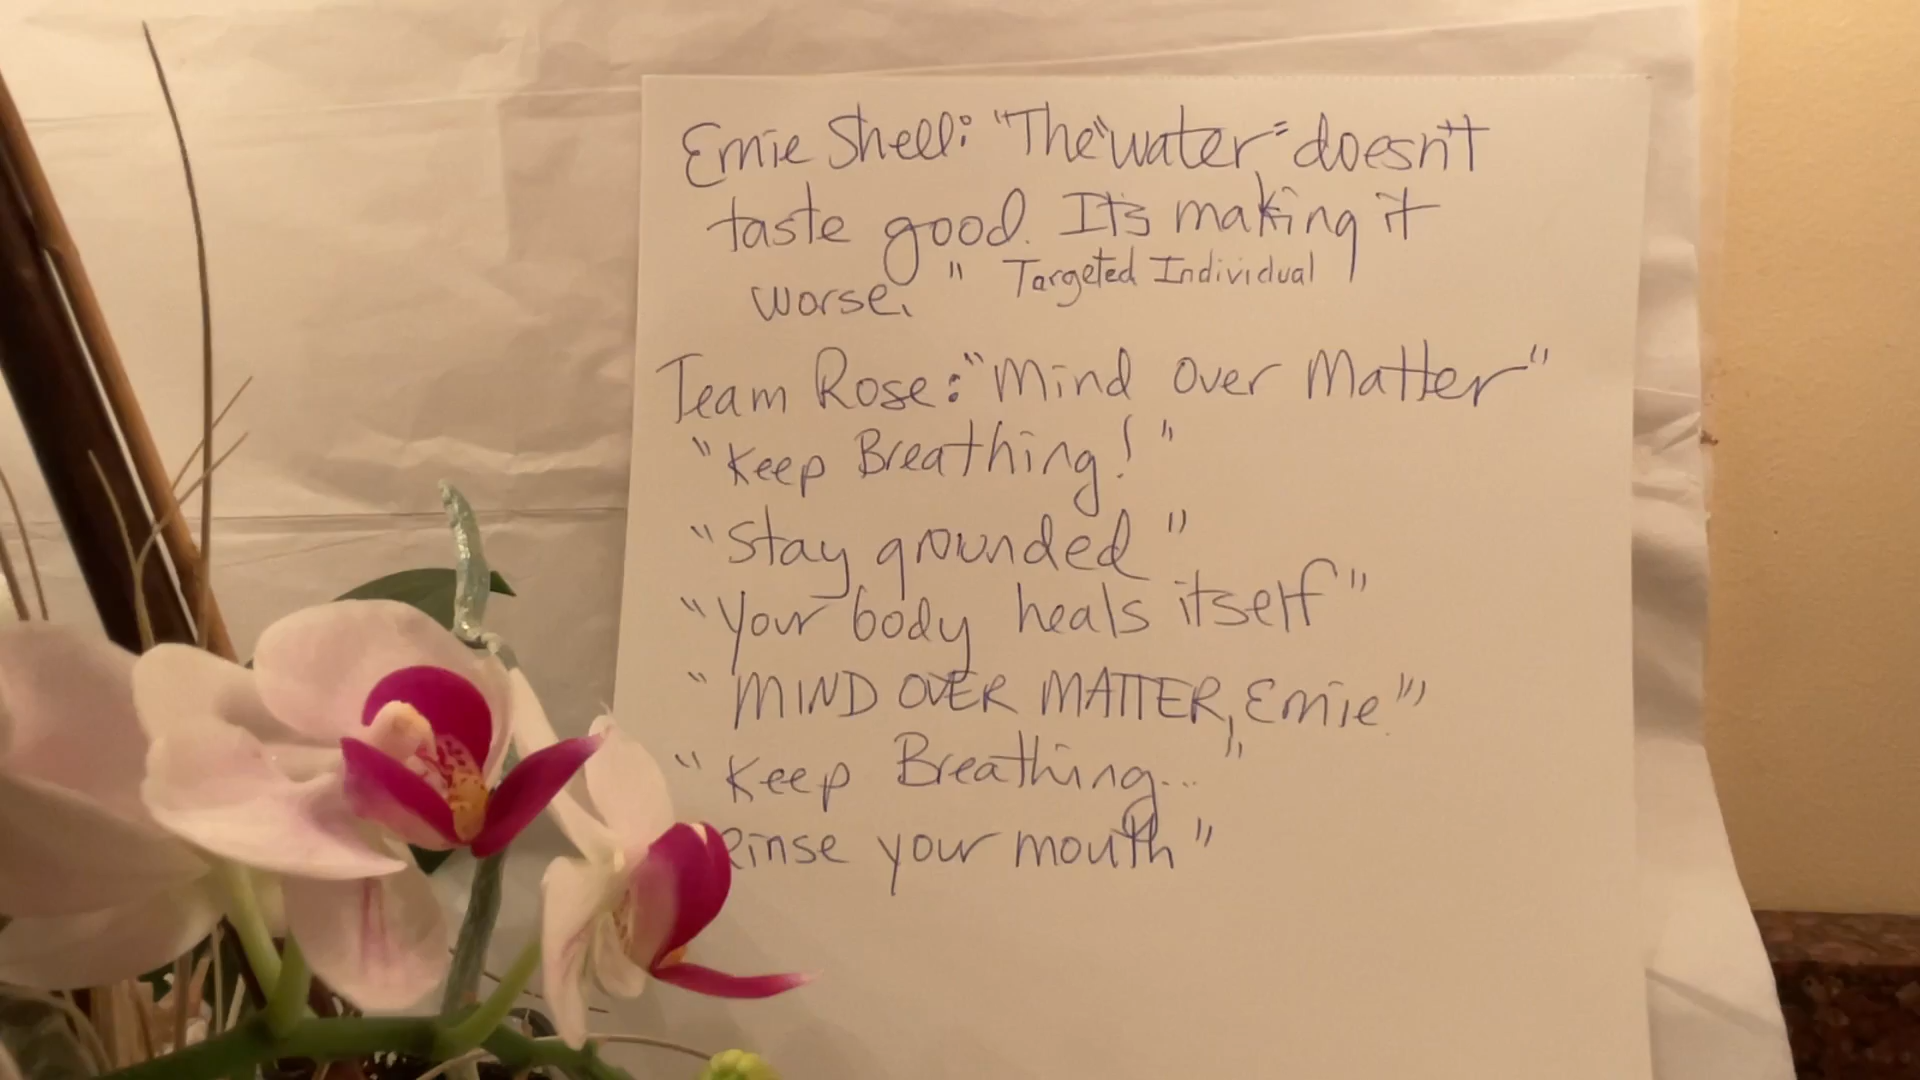 Ernie Shell: "The "water" doesn't
taste good. It's making it
worse." Targeted Individual
Team Rose: "Mind Over Matter"
"Keep Breathing!"
"Stay grounded"
"Your body heals itself"
"MIND OVER MATTER, Ernie"
"Keep Breathing..."
Rinse your mouth"